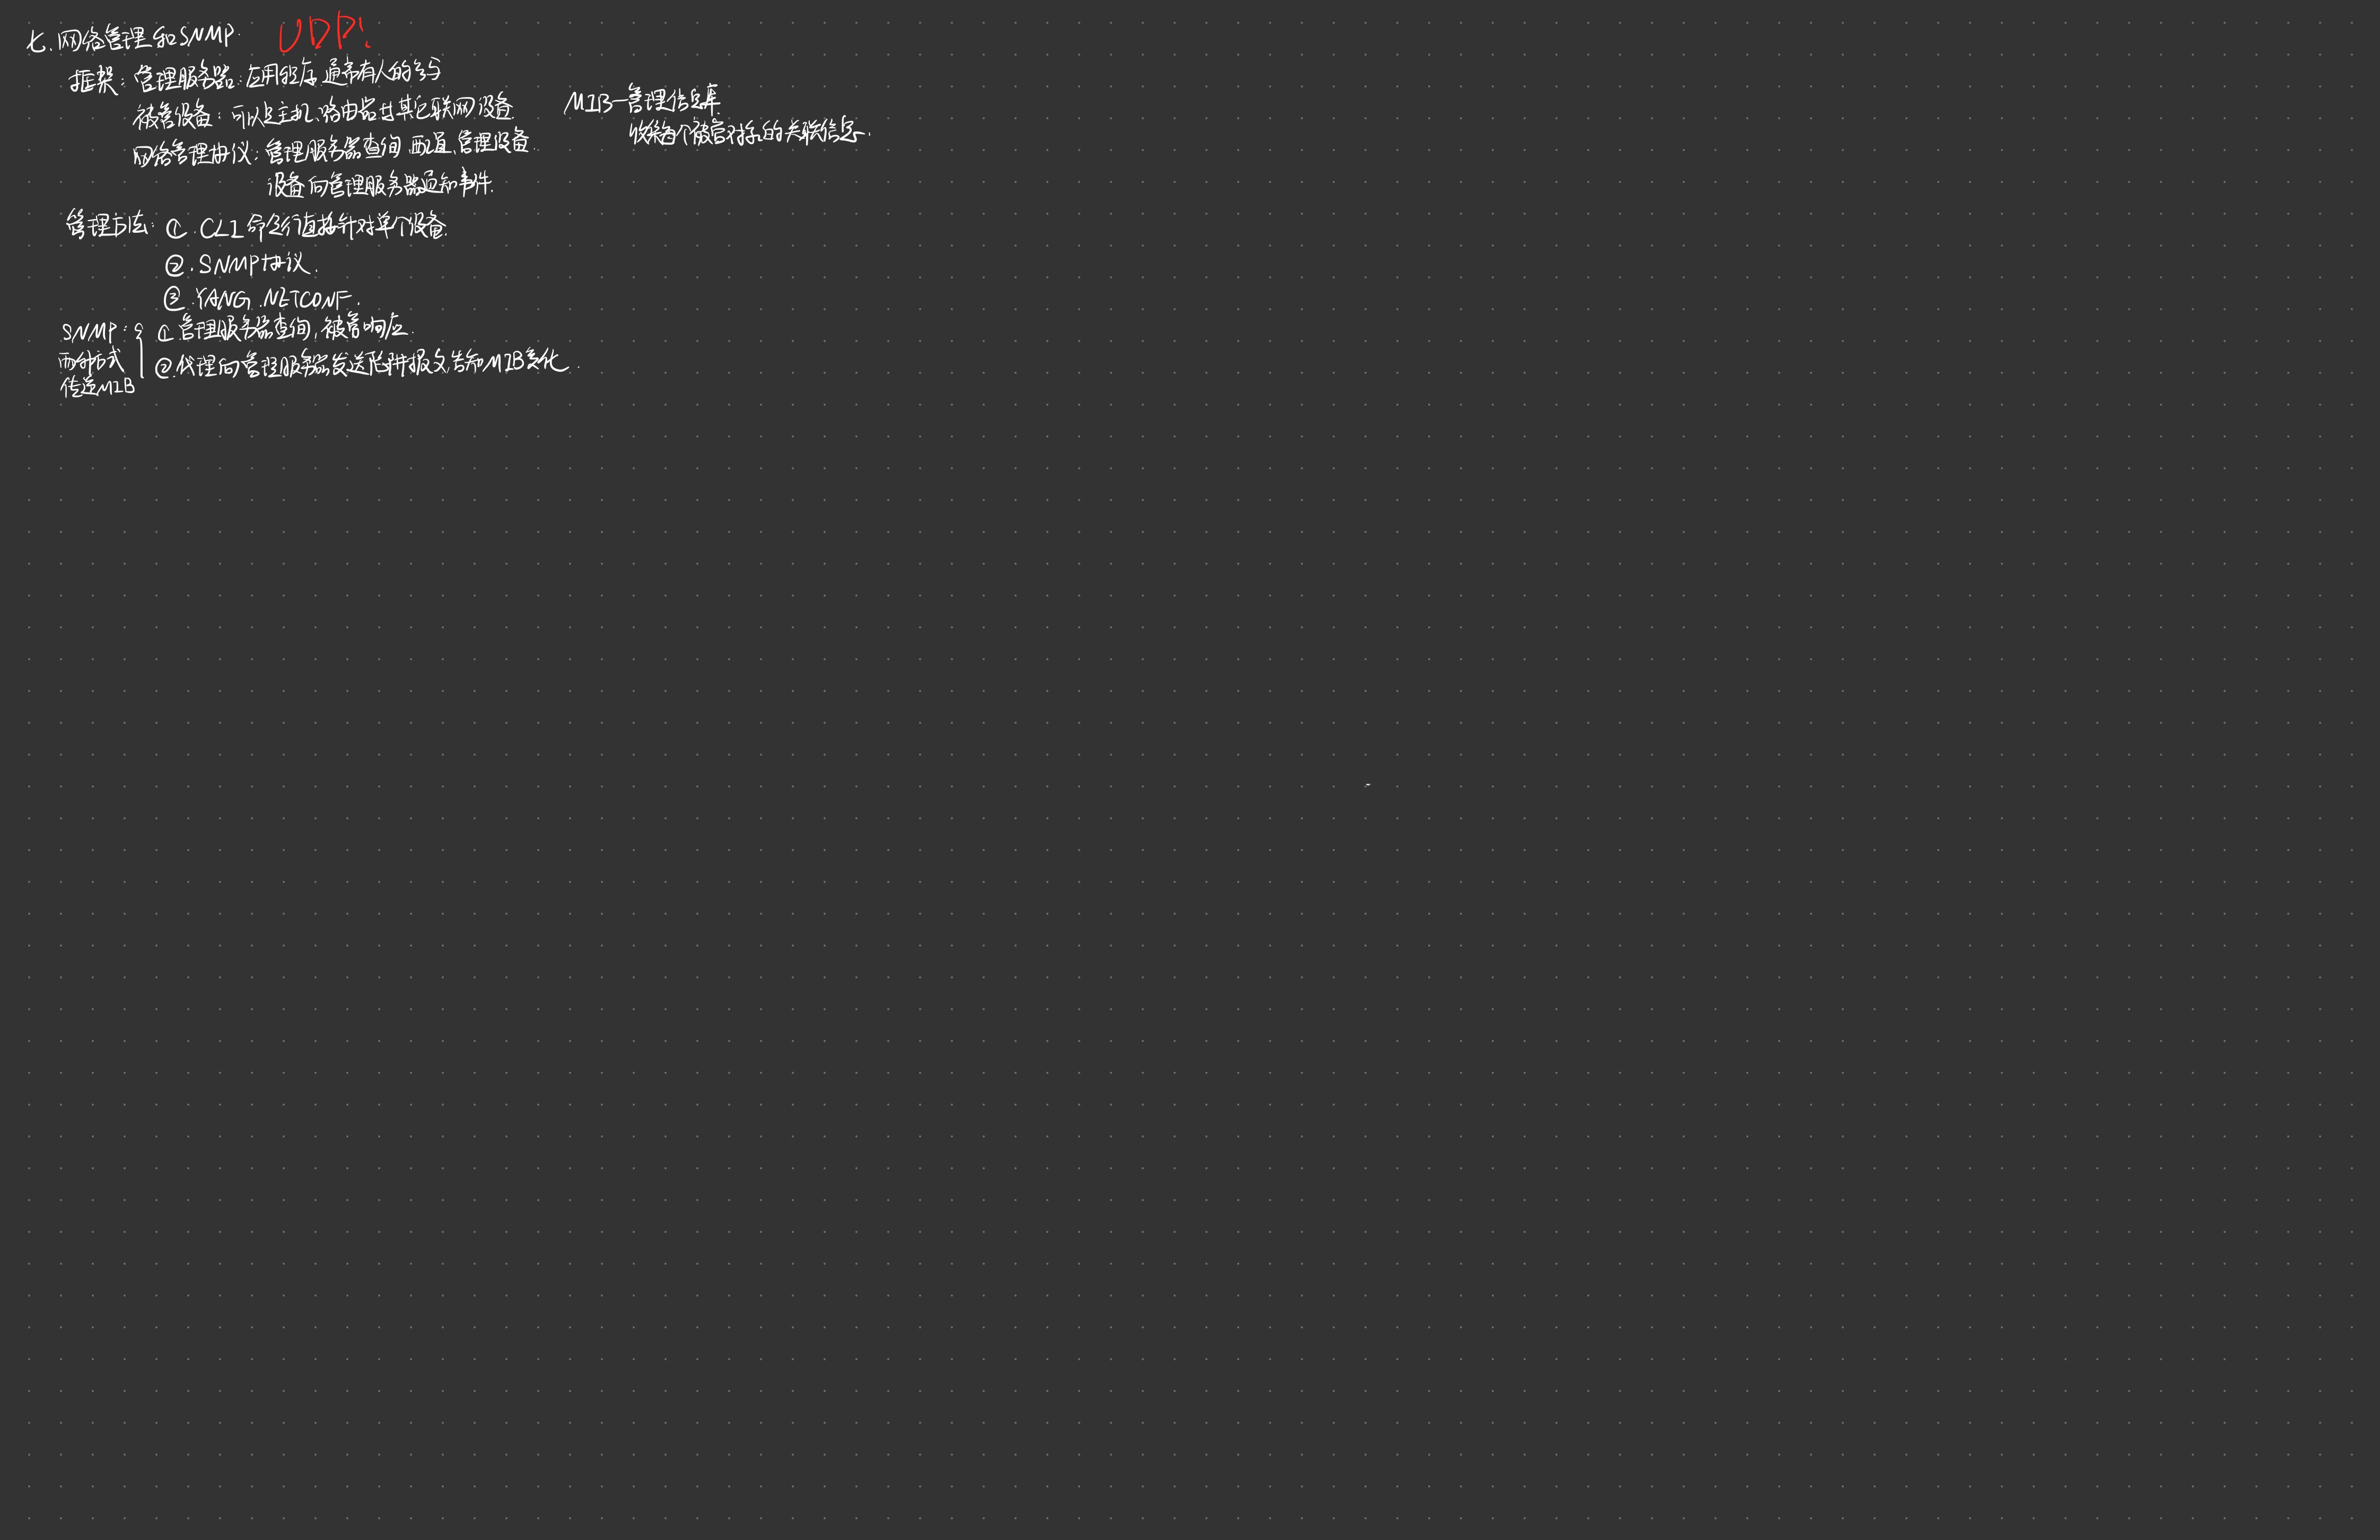 七.网络管理和SNMP. UDP!
框架:管理服务器:应用程序,通常有人的参与
被管设备:可以是主机、路由器or其它联网设备.
MIB—管理信息库.
收集每个被管对象的关联信息.
网络管理协议:管理服务器查询、配置、管理设备.
设备向管理服务器通知事件.
管理方法: ①.CLI命令行直接针对单个设备.
②.SNMP协议.
③.YANG.NETCONF.
SNMP: ①.管理服务器查询,被管响应.
两种方式
②.代理向管理服务器发送陷阱报文,告知MIB变化.
传送MIB